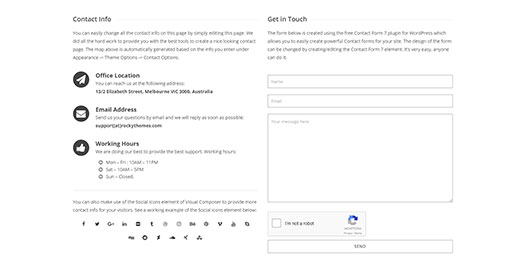 Contact Info
You can easily change all the contact info on this page by simply editing this page. We
did all the hard work to provide you with the best tools to create a nice looking contact
page. The map above is automatically generated based on the info you enter under
Appearance -> Theme Options -> Contact Options.
Office Location
You can reach us at the following address:
13/2 Elizabeth Street, Melbourne VIC 3000, Australia
Email Address
Send us your questions by email and we will reply as soon as possible:
support(at)rockythemes.com
Working Hours
We are doing our best to provide the best support. Working hours:
Mon – Fri : 10AM – 11PM
Sat – 10AM – 5PM
Sun – Closed.
You can also make use of the Social Icons element of Visual Composer to provide more
contact info for your visitors. See a working example of the Social Icons element below:
Get in Touch
The form below is created using the free Contact Form 7 plugin for WordPress which
allows you to easily create powerful Contact forms for your site. The design of the form
can be changed by creating/editing the Contact Form 7 element. It's very easy, anyone
can do it.
Name
Email
Your message here
I'm not a robot
reCAPTCHA
Privacy - Terms
SEND